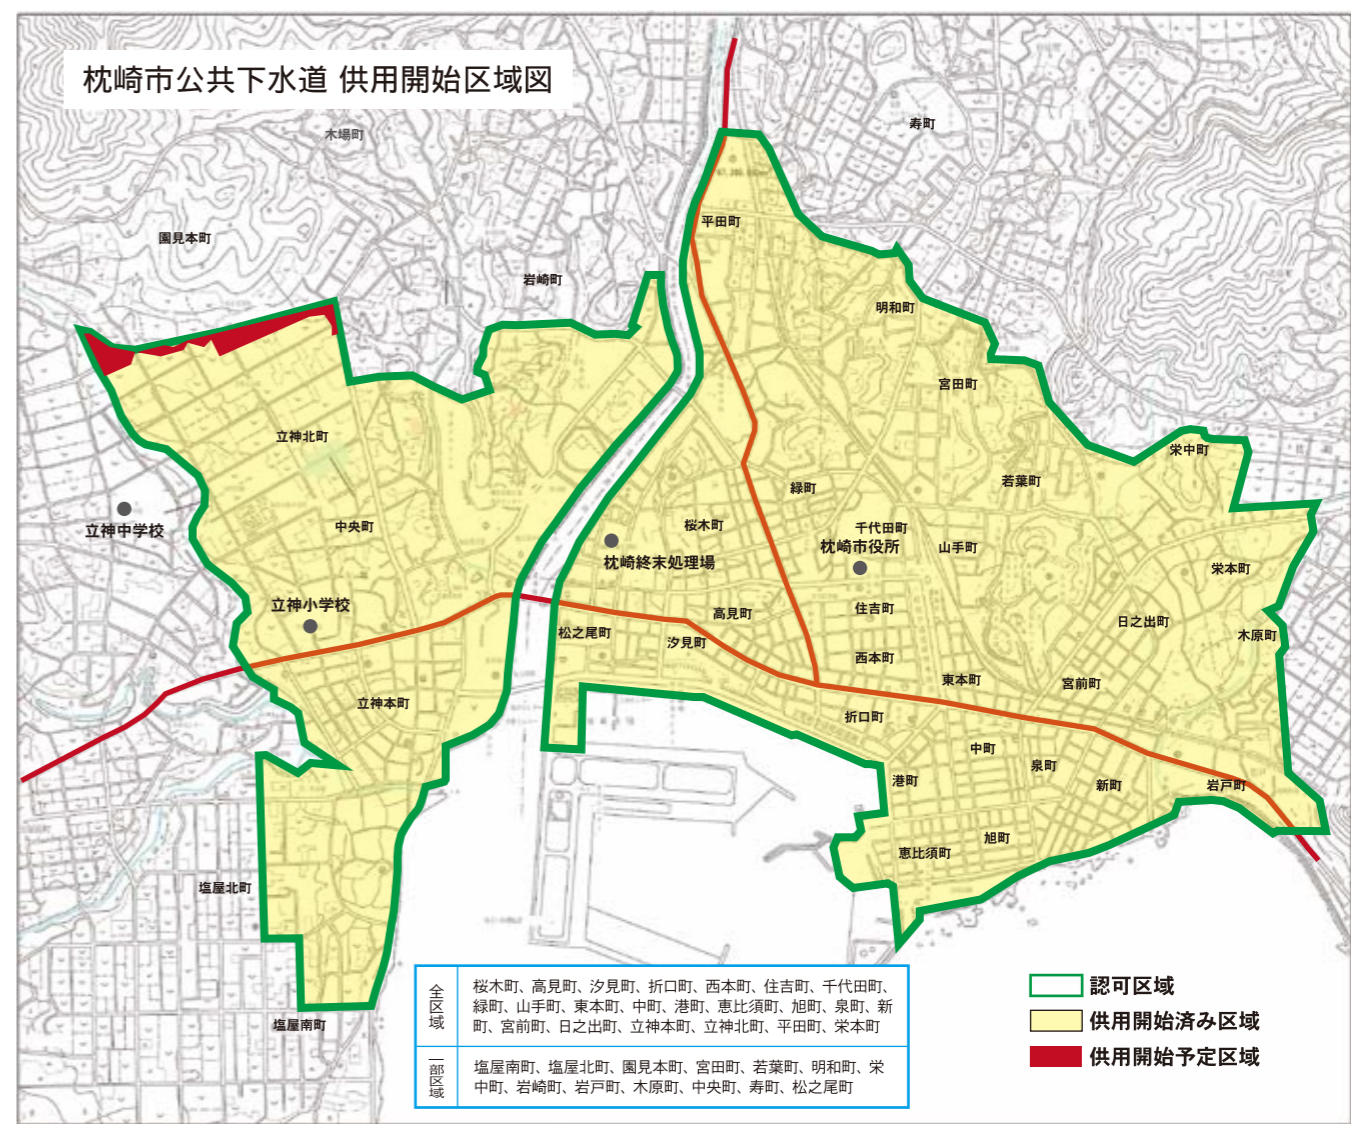 枕崎市公共下水道 供用開始区域図
木場町
寿町
園見本町
平田町
岩崎町
明和町
宮田町
立神北町
栄中町
若葉町
緑町
立神中学校
中央町
桜木町
千代田町
枕崎市役所
山手町
枕崎終末処理場
栄本町
立神小学校
高見町
住吉町
日之出町
松之尾町
汐見町
木原町
西本町
東本町
宮前町
立神本町
折口町
中町
泉町
港町
新町
岩戸町
旭町
恵比須町
塩屋北町
塩屋南町
全区域
桜木町、高見町、汐見町、折口町、西本町、住吉町、千代田町、
緑町、山手町、東本町、中町、港町、恵比須町、旭町、泉町、新
町、宮前町、日之出町、立神本町、立神北町、平田町、栄本町
一部区域
塩屋南町、塩屋北町、園見本町、宮田町、若葉町、明和町、栄
中町、岩崎町、岩戸町、木原町、中央町、寿町、松之尾町
認可区域
供用開始済み区域
供用開始予定区域